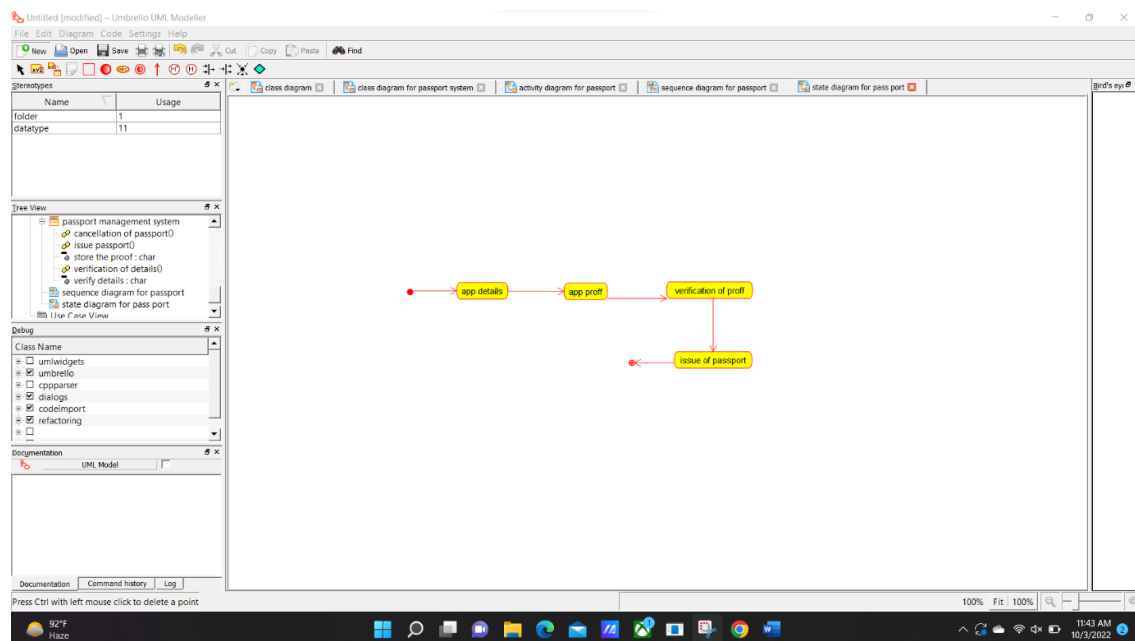 Untitled [modified] – Umbrello UML Modeller
File Edit Diagram Code Settings Help
New Open Save Cut Copy Paste Find
Stereotypes
Name Usage
folder 1
datatype 11
Tree View
passport management system
cancellation of passport()
issue passport()
store the proof : char
verification of details()
verify details : char
sequence diagram for passport
state diagram for pass port
Use Case View
Debug
Class Name
umlwidgets
umbrello
cppparser
dialogs
codeimport
refactoring
Documentation
UML Model
Documentation Command history Log
Press Ctrl with left mouse click to delete a point
class diagram class diagram for passport system activity diagram for passport sequence diagram for passport state diagram for pass port
Bird's eye
app details
app proff
verification of proff
issue of passport
100% Fit 100%
92°F
Haze
11:43 AM
10/3/2022
2